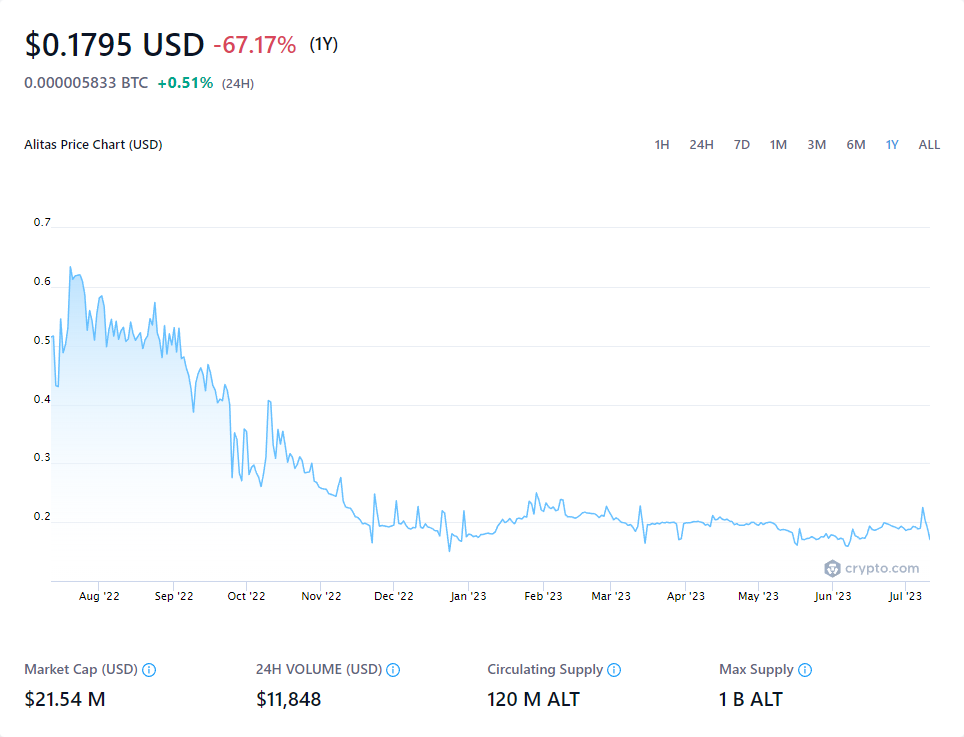 $0.1795 USD -67.17% (1Y)
0.000005833 BTC +0.51% (24H)
Alitas Price Chart (USD) 1H 24H 7D 1M 3M 6M 1Y ALL
0.7
0.6
0.5
0.4
0.3
0.2
crypto.com
Aug '22 Sep '22 Oct '22 Nov '22 Dec '22 Jan '23 Feb '23 Mar '23 Apr '23 May '23 Jun '23 Jul '23
Market Cap (USD) 24H VOLUME (USD) Circulating Supply Max Supply
$21.54 M $11,848 120 M ALT 1 B ALT